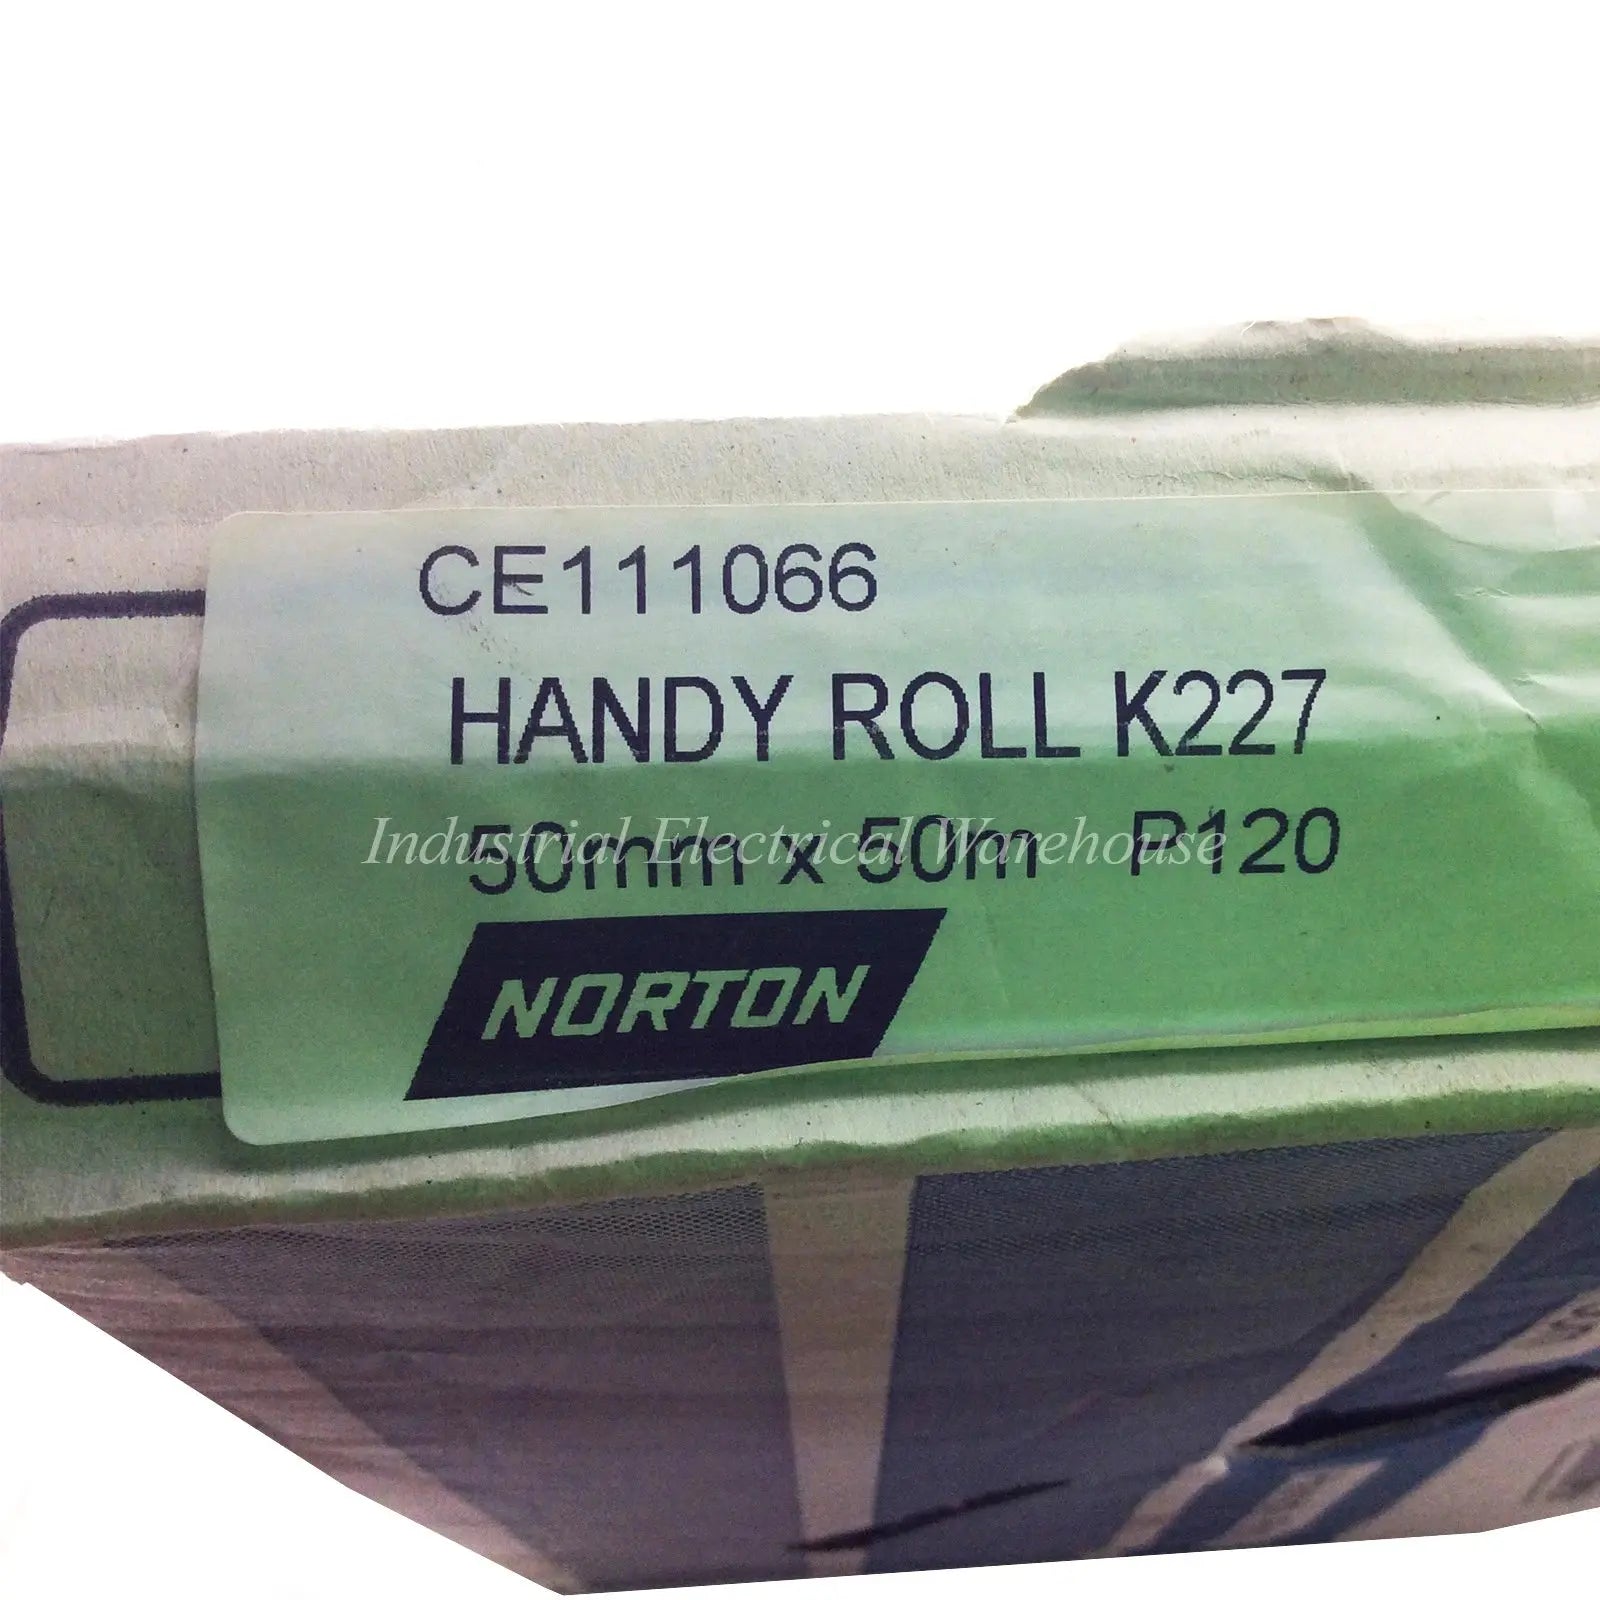 CE111066
HANDY ROLL K227
50mm x 50m P120
Industrial Electrical Warehouse
NORTON